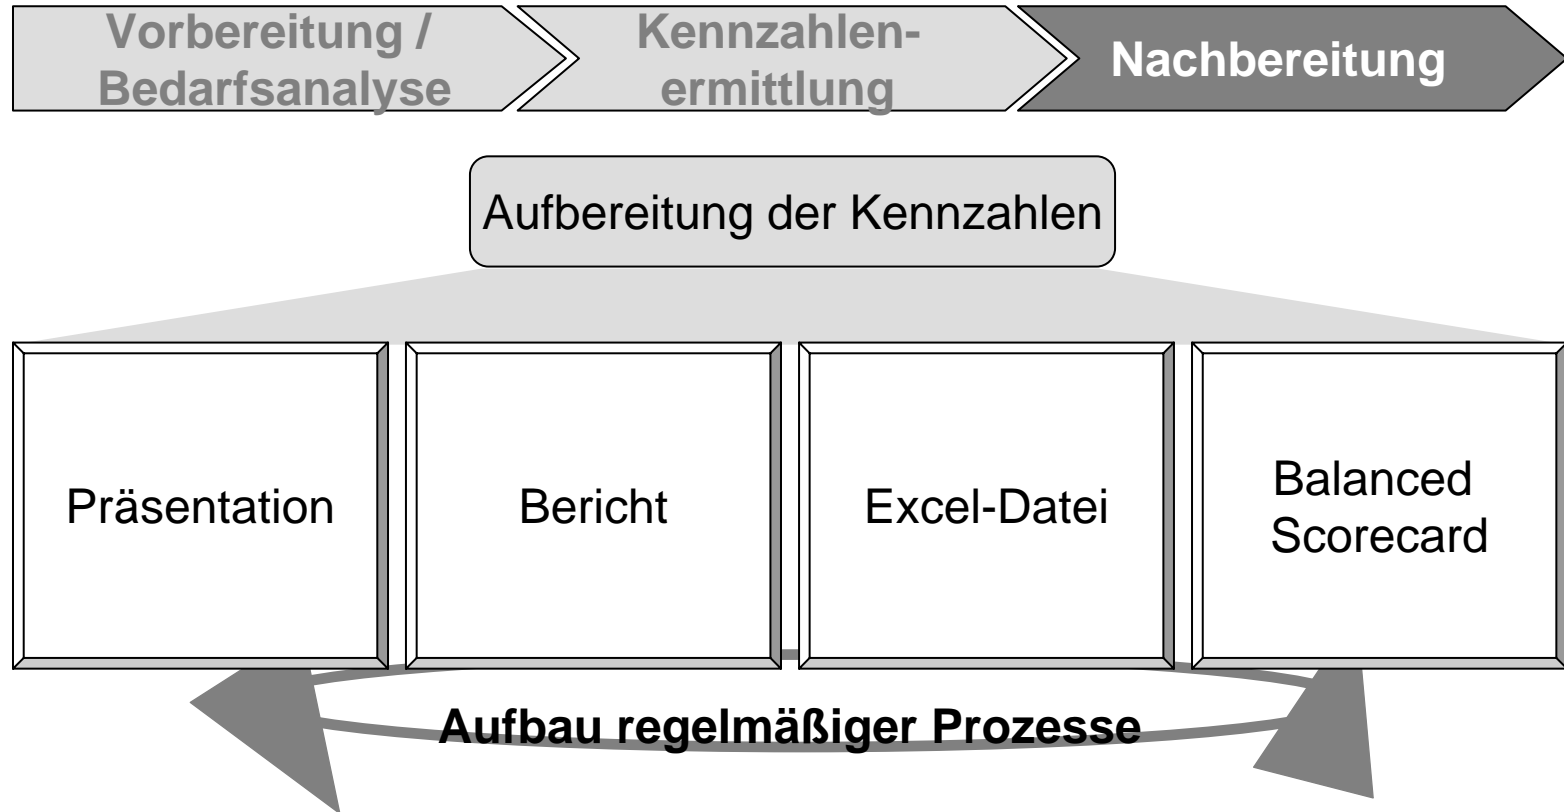 Vorbereitung /
Bedarfsanalyse
Kennzahlen-
ermittlung
Nachbereitung
Aufbereitung der Kennzahlen
Präsentation
Bericht
Excel-Datei
Balanced
Scorecard
Aufbau regelmäßiger Prozesse